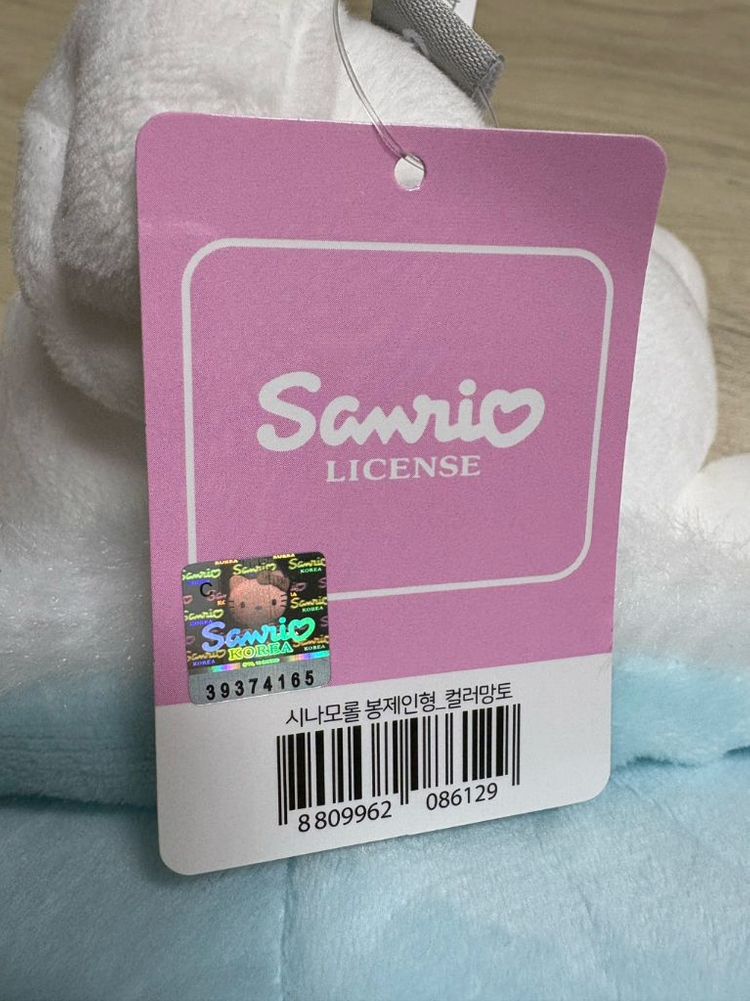 Sanrio
LICENSE
Sanrio
KOREA
39374165
시나모롤 봉제인형_컬러망토
8809962 086129